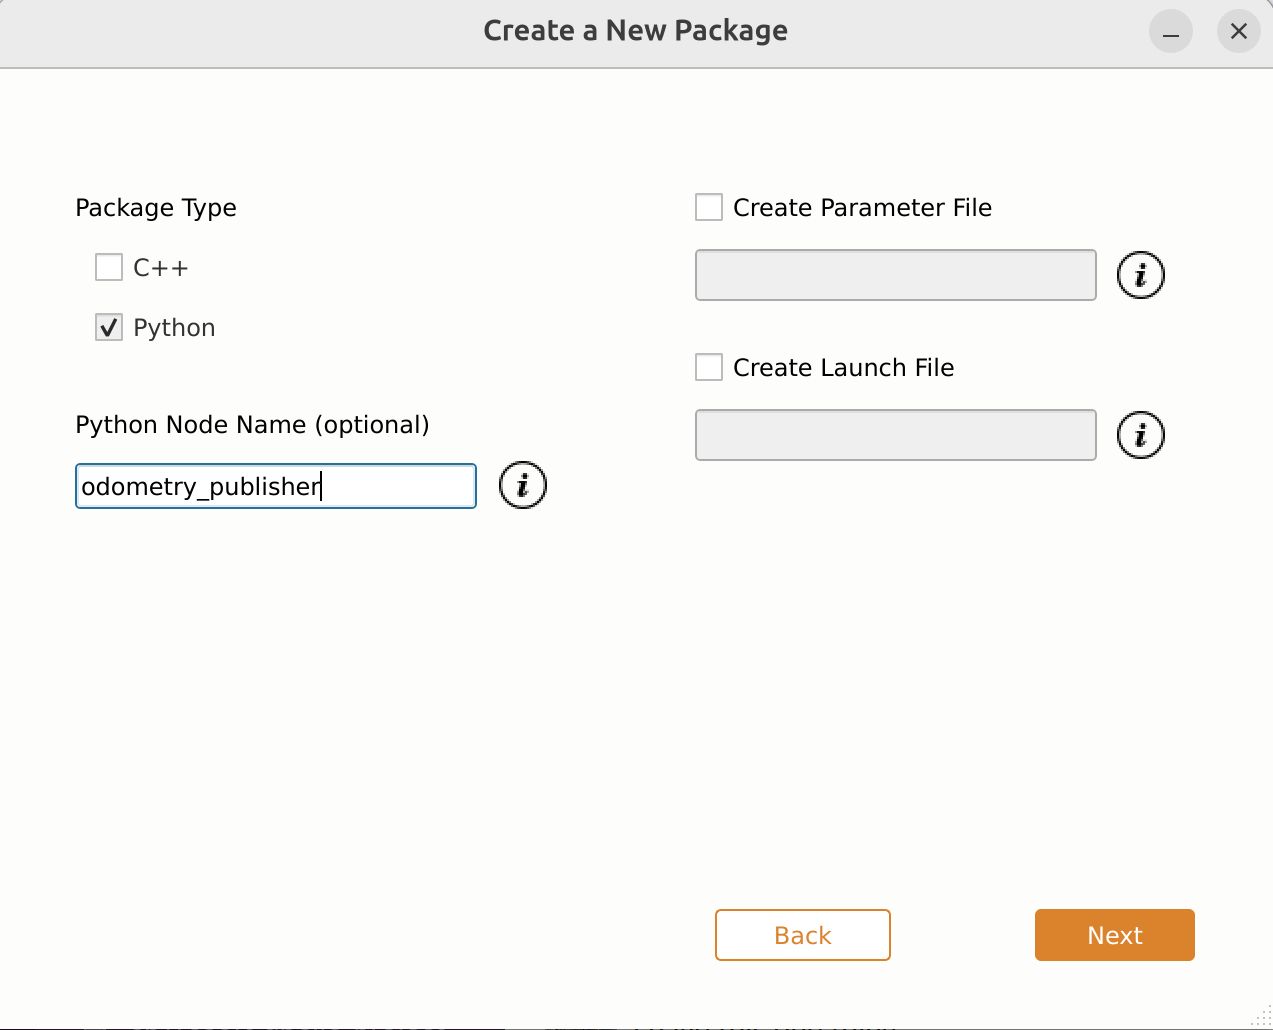 Create a New Package
Package Type
C++
Python
Python Node Name (optional)
odometry_publisher
i
Create Parameter File
i
Create Launch File
i
Back
Next